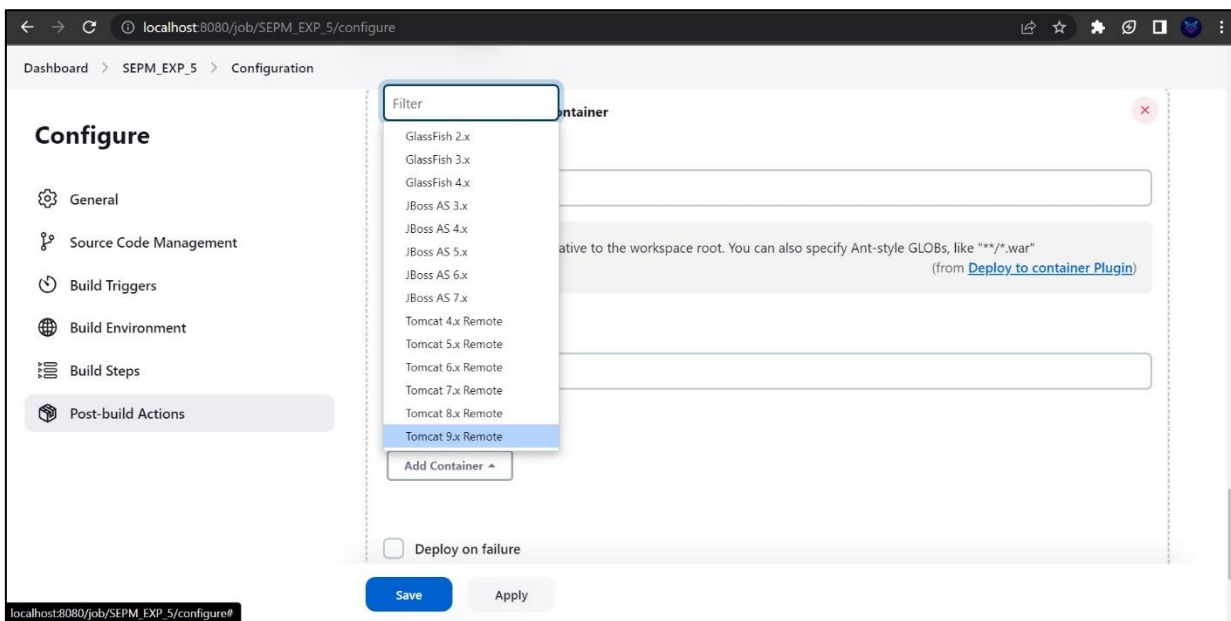 localhost:8080/job/SEPM_EXP_5/configure
Dashboard > SEPM_EXP_5 > Configuration
Configure
General
Source Code Management
Build Triggers
Build Environment
Build Steps
Post-build Actions
Filter
GlassFish 2.x
GlassFish 3.x
GlassFish 4.x
JBoss AS 3.x
JBoss AS 4.x
JBoss AS 5.x
JBoss AS 6.x
JBoss AS 7.x
Tomcat 4.x Remote
Tomcat 5.x Remote
Tomcat 6.x Remote
Tomcat 7.x Remote
Tomcat 8.x Remote
Tomcat 9.x Remote
ontainer
ative to the workspace root. You can also specify Ant-style GLOBs, like "**/*.war"
(from Deploy to container Plugin)
Add Container
Deploy on failure
Save
Apply
localhost:8080/job/SEPM_EXP_5/configure#